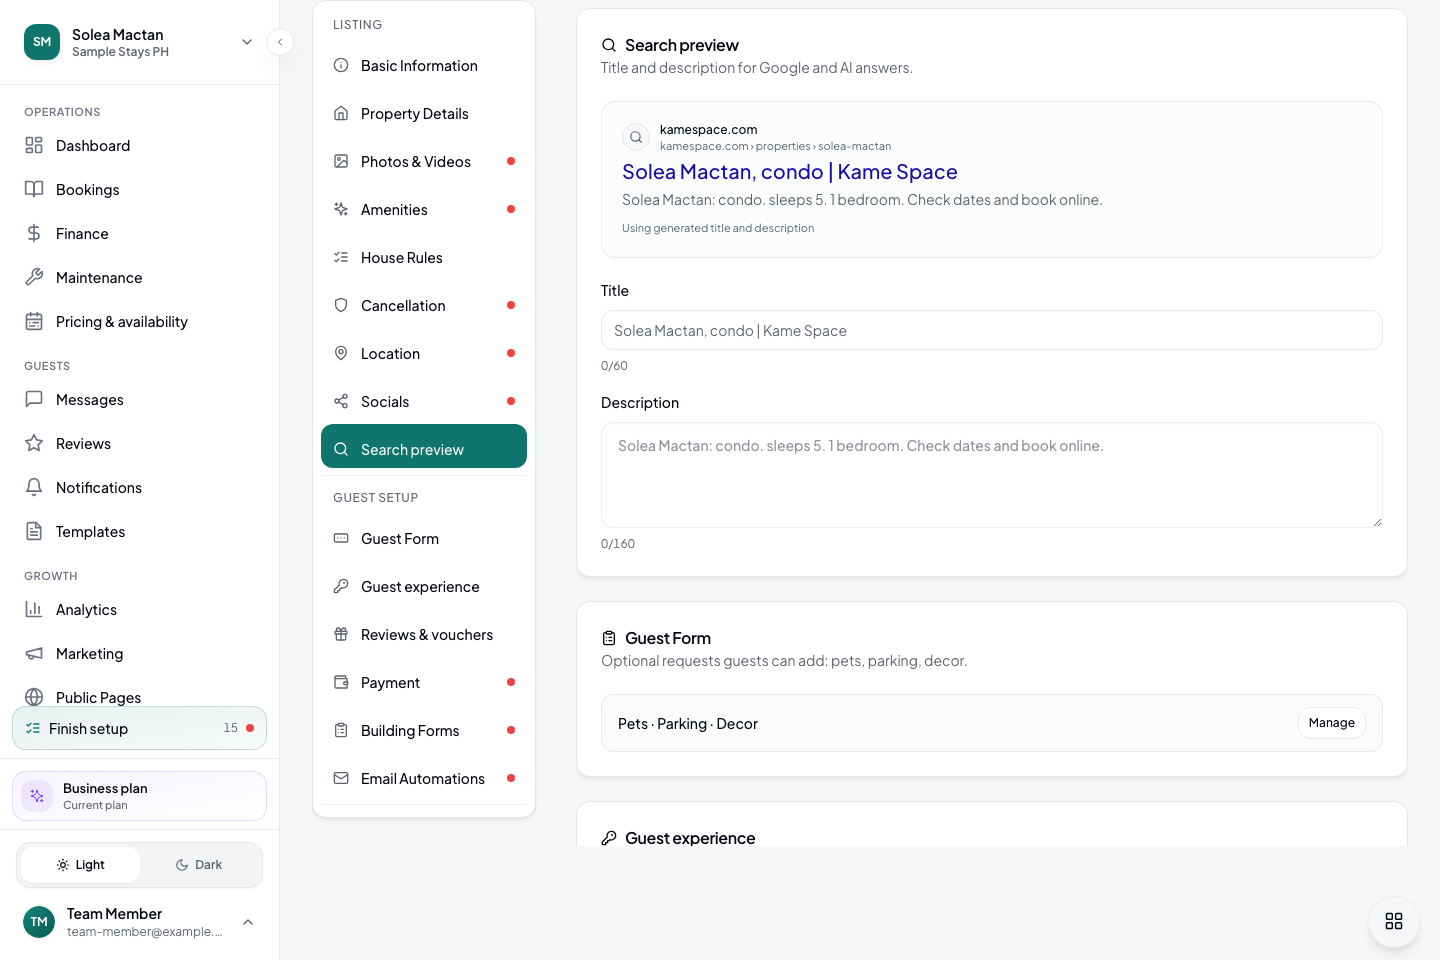 SM
Solea Mactan
Sample Stays PH
OPERATIONS
Dashboard
Bookings
Finance
Maintenance
Pricing & availability
GUESTS
Messages
Reviews
Notifications
Templates
GROWTH
Analytics
Marketing
Public Pages
Finish setup 15
Business plan
Current plan
Light
Dark
TM
Team Member
team-member@example....
LISTING
Basic Information
Property Details
Photos & Videos
Amenities
House Rules
Cancellation
Location
Socials
Search preview
GUEST SETUP
Guest Form
Guest experience
Reviews & vouchers
Payment
Building Forms
Email Automations
Search preview
Title and description for Google and AI answers.
kamespace.com
kamespace.com › properties › solea-mactan
Solea Mactan, condo | Kame Space
Solea Mactan: condo. sleeps 5. 1 bedroom. Check dates and book online.
Using generated title and description
Title
Solea Mactan, condo | Kame Space
0/60
Description
Solea Mactan: condo. sleeps 5. 1 bedroom. Check dates and book online.
0/160
Guest Form
Optional requests guests can add: pets, parking, decor.
Pets · Parking · Decor
Manage
Guest experience